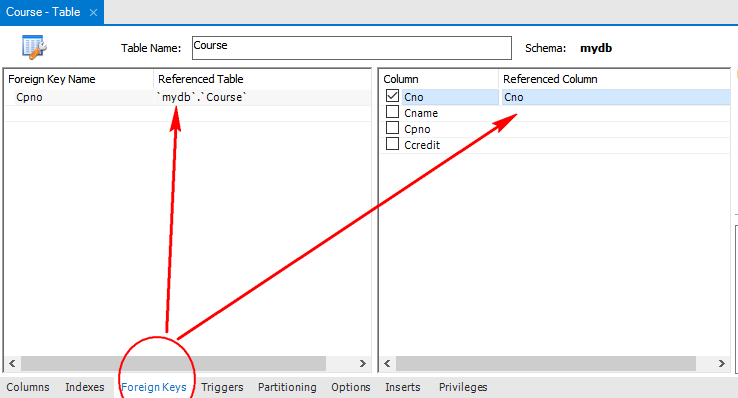 Course - Table ×
Table Name: Course Schema: mydb
Foreign Key Name Referenced Table
Cpno `mydb`.`Course`
Column Referenced Column
Cno Cno
Cname
Cpno
Ccredit
Columns Indexes Foreign Keys Triggers Partitioning Options Inserts Privileges